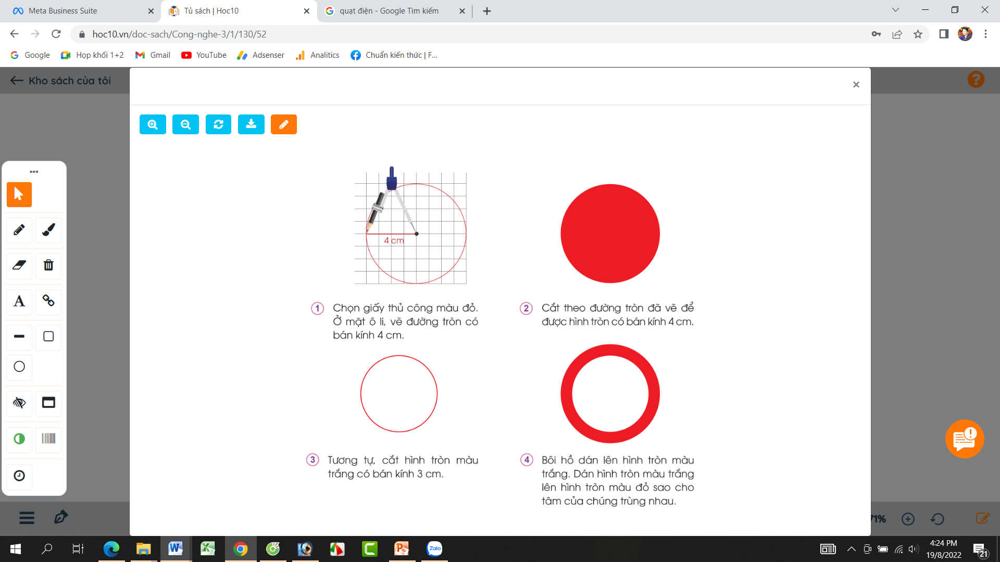 Meta Business Suite
Tủ sách | Hoc10
quạt điện - Google Tìm kiếm
hoc10.vn/doc-sach/Cong-nghe-3/1/130/52
Google
Họp khối 1+2
Gmail
YouTube
Adsenser
Analitics
Chuẩn kiến thức | F...
Kho sách của tôi
4 cm
1 Chọn giấy thủ công màu đỏ.
Ở mặt ô li, vẽ đường tròn có
bán kính 4 cm.
2 Cắt theo đường tròn đã vẽ để
được hình tròn có bán kính 4 cm.
3 Tương tự, cắt hình tròn màu
trắng có bán kính 3 cm.
4 Bôi hồ dán lên hình tròn màu
trắng. Dán hình tròn màu trắng
lên hình tròn màu đỏ sao cho
tâm của chúng trùng nhau.
71%
Zalo
4:24 PM
19/8/2022
21